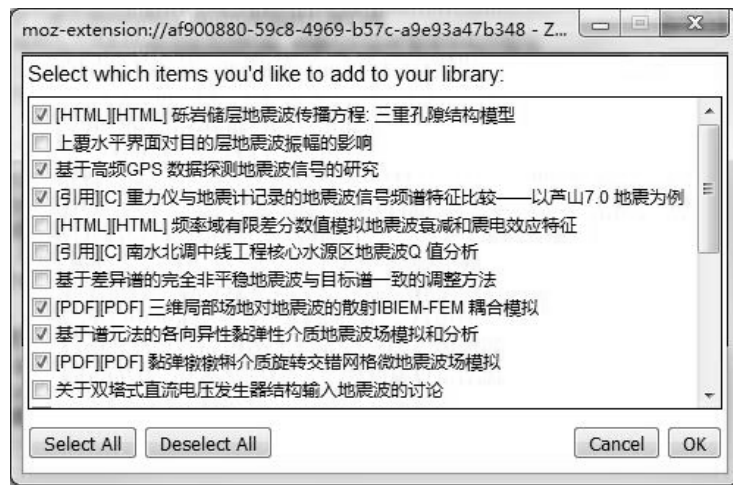 moz-extension://af900880-59c8-4969-b57c-a9e93a47b348 - Z...
Select which items you'd like to add to your library:
[HTML][HTML] 砾岩储层地震波传播方程: 三重孔隙结构模型
上覆水平界面对目的层地震波振幅的影响
基于高频GPS 数据探测地震波信号的研究
[引用][C] 重力仪与地震计记录的地震波信号频谱特征比较——以芦山7.0 地震为例
[HTML][HTML] 频率域有限差分数值模拟地震波衰减和震电效应特征
[引用][C] 南水北调中线工程核心水源区地震波Q 值分析
基于差异谱的完全非平稳地震波与目标谱一致的调整方法
[PDF][PDF] 三维局部场地对地震波的散射IBIEM-FEM 耦合模拟
基于谱元法的各向异性黏弹性介质地震波场模拟和分析
[PDF][PDF] 黏弹介质旋转交错网格微地震波场模拟
关于双塔式直流电压发生器结构输入地震波的讨论
Select All Deselect All Cancel OK